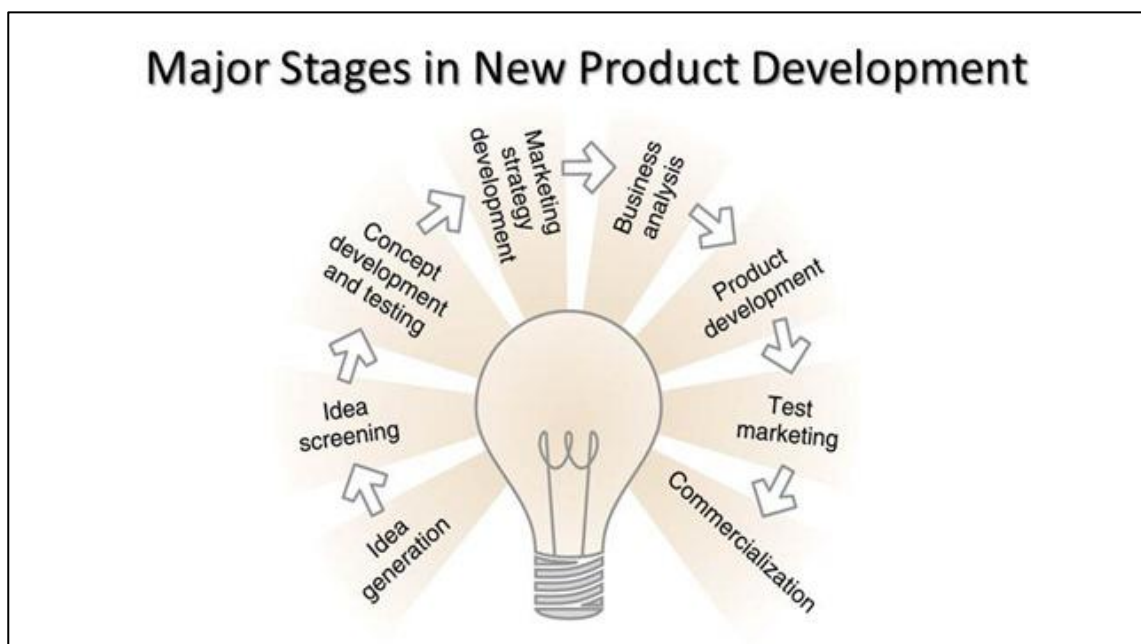 Major Stages in New Product Development
Idea
generation
Idea
screening
Concept
development
and testing
Marketing
strategy
development
Business
analysis
Product
development
Test
marketing
Commercialization